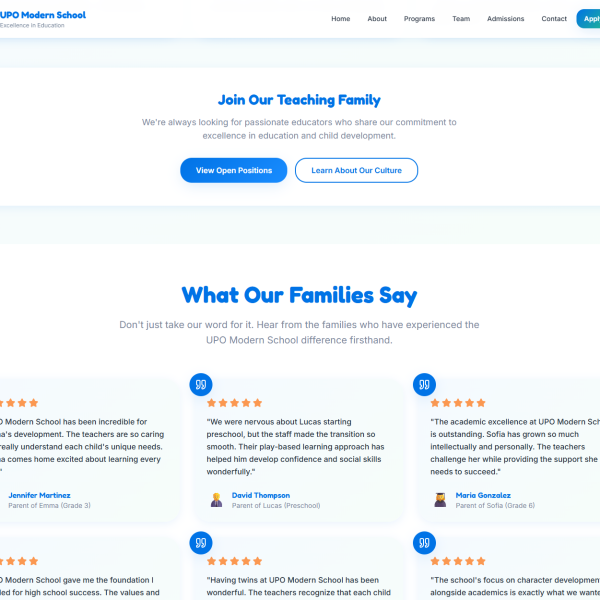 UPO Modern School
Excellence in Education
Home About Programs Team Admissions Contact
Join Our Teaching Family
We're always looking for passionate educators who share our commitment to
excellence in education and child development.
View Open Positions Learn About Our Culture
What Our Families Say
Don't just take our word for it. Hear from the families who have experienced the
UPO Modern School difference firsthand.
Modern School has been incredible for
development. The teachers are so caring
really understand each child's unique needs.
comes home excited about learning every
"
Jennifer Martinez
Parent of Emma (Grade 3)
"We were nervous about Lucas starting
preschool, but the staff made the transition so
smooth. Their play-based learning approach has
helped him develop confidence and social skills
wonderfully."
David Thompson
Parent of Lucas (Preschool)
"The academic excellence at UPO Modern Sch
is outstanding. Sofia has grown so much
intellectually and personally. The teachers
challenge her while providing the support she
needs to succeed."
Maria Gonzalez
Parent of Sofia (Grade 6)
Modern School gave me the foundation I
for high school success. The values and
"Having twins at UPO Modern School has been
wonderful. The teachers recognize that each child
"The school's focus on character development
alongside academics is exactly what we wante